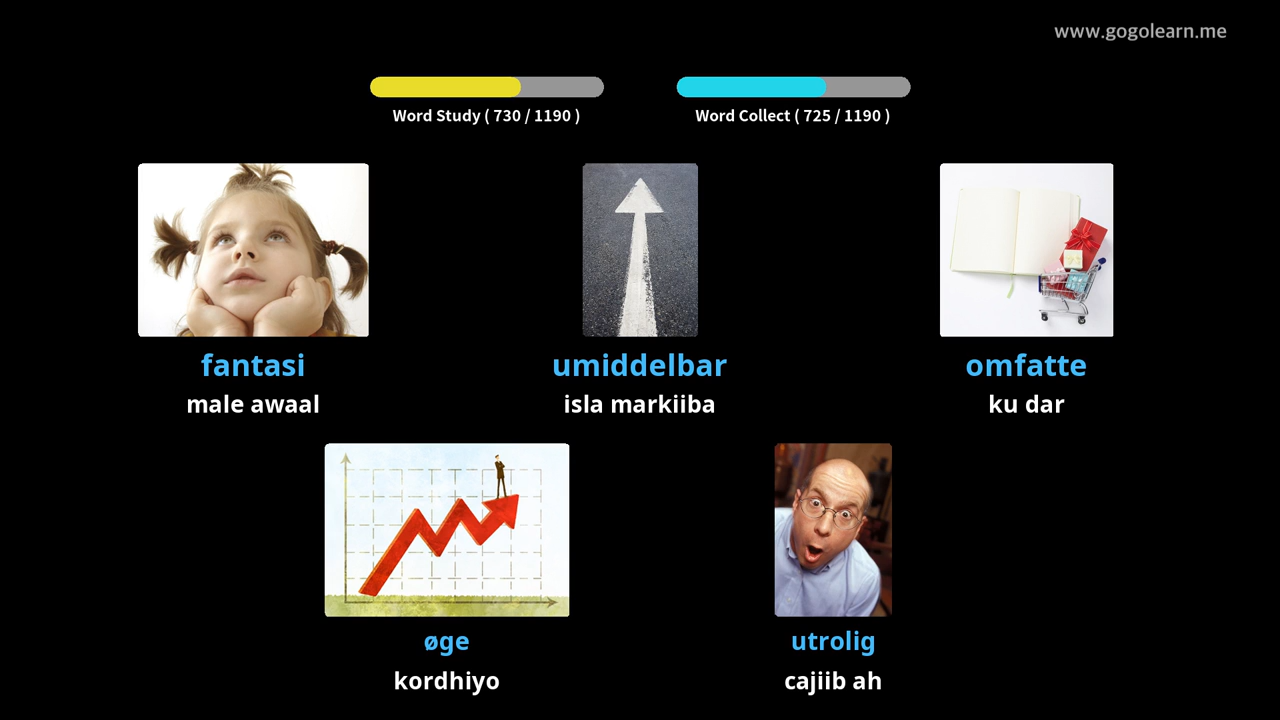 www.gogolearn.me
Word Study ( 730 / 1190 )
Word Collect ( 725 / 1190 )
fantasi
male awaal
umiddelbar
isla markiiba
omfatte
ku dar
øge
kordhiyo
utrolig
cajiib ah